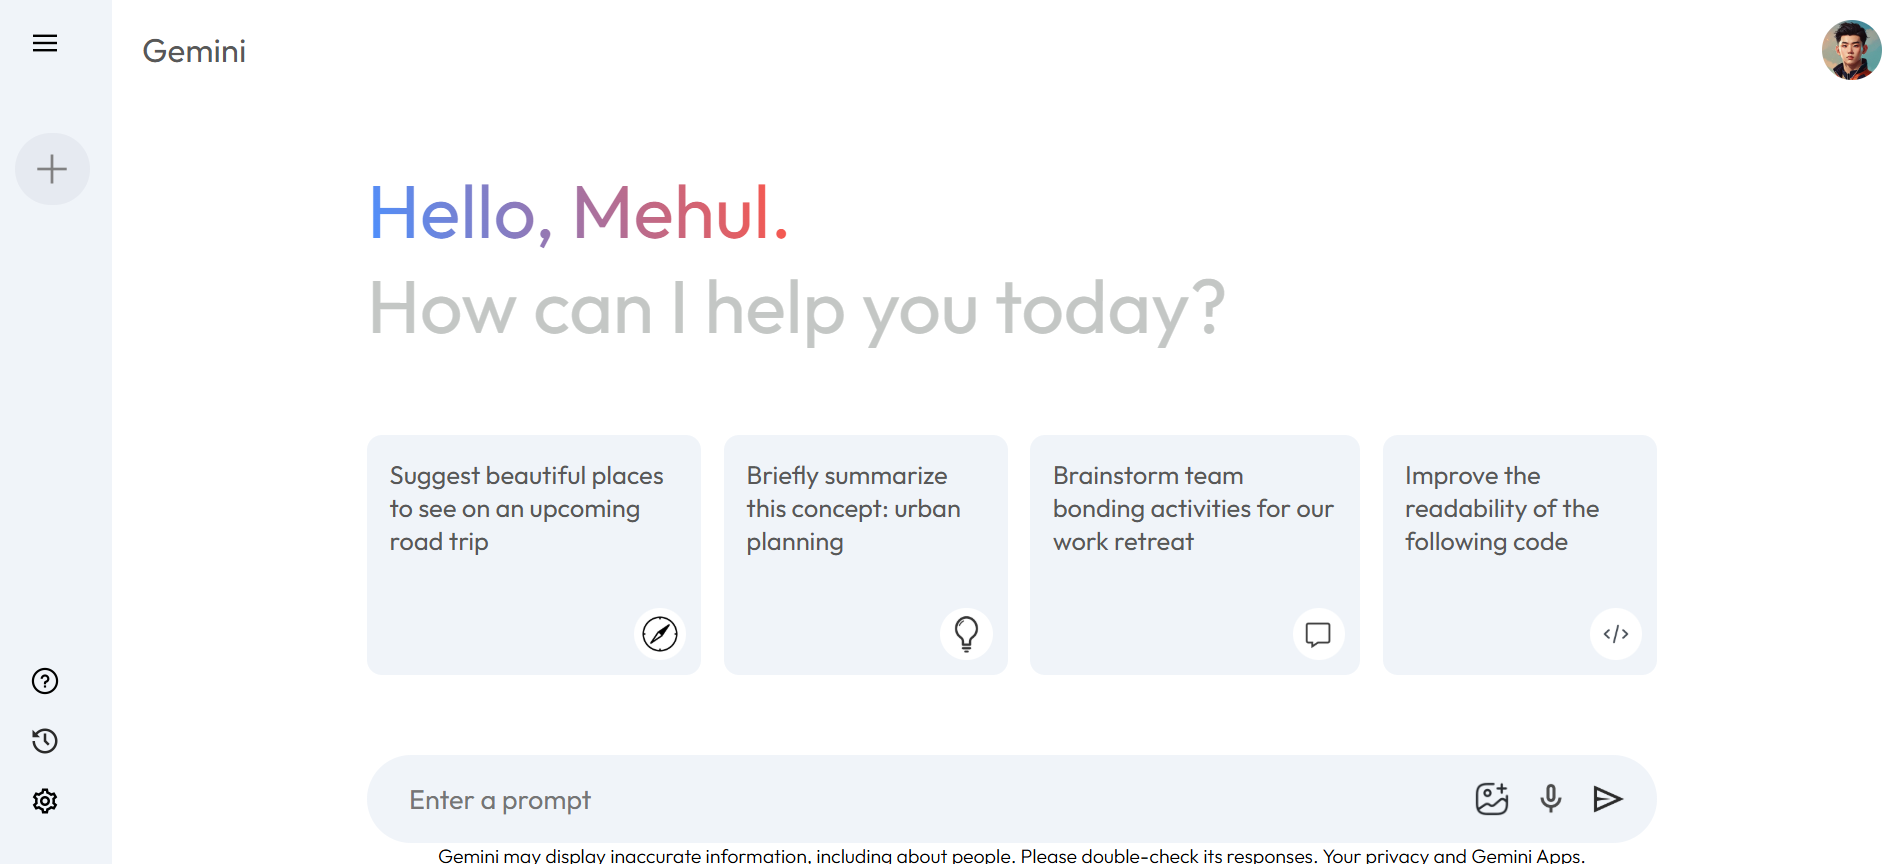 Gemini
Hello, Mehul.
How can I help you today?
Suggest beautiful places
to see on an upcoming
road trip
Briefly summarize
this concept: urban
planning
Brainstorm team
bonding activities for our
work retreat
Improve the
readability of the
following code
Enter a prompt
Gemini may display inaccurate information, including about people. Please double-check its responses. Your privacy and Gemini Apps.